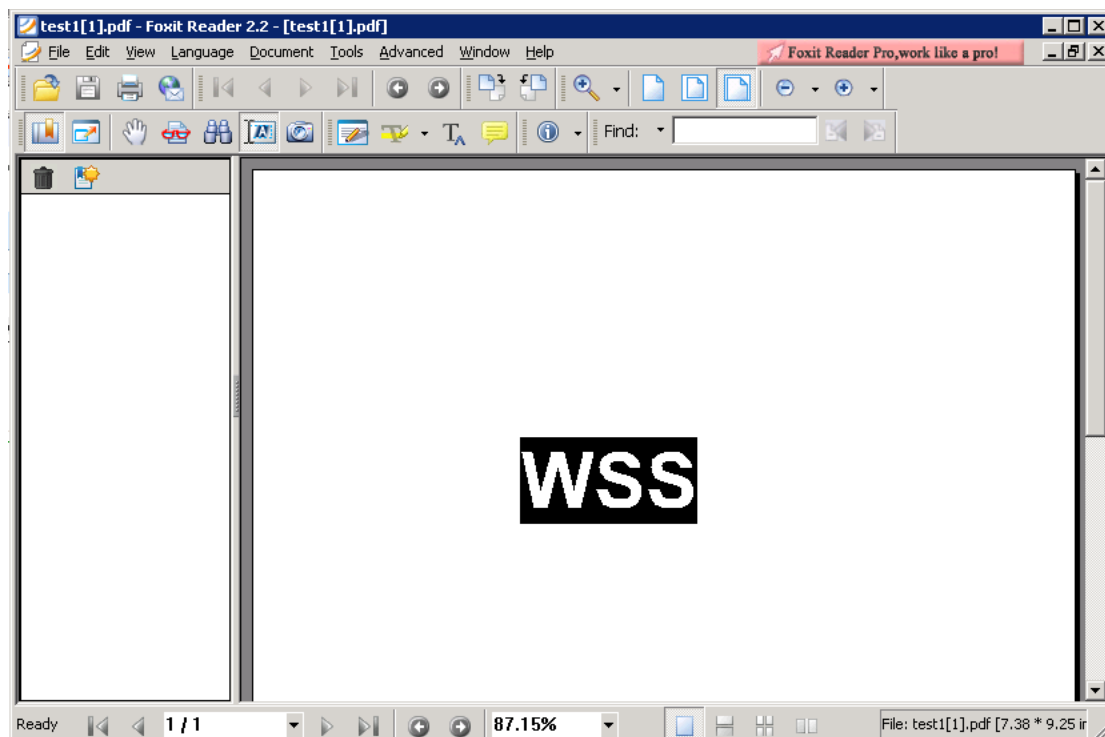 test1[1].pdf - Foxit Reader 2.2 - [test1[1].pdf]
File Edit View Language Document Tools Advanced Window Help Foxit Reader Pro,work like a pro!
Find:
WSS
Ready 1 / 1 87.15% File: test1[1].pdf [7.38 * 9.25 ir